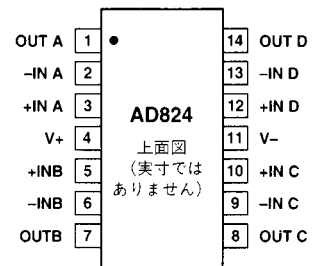 OUT A 1 14 OUT D
–IN A 2 13 –IN D
+IN A 3 12 +IN D
AD824
V+ 4 11 V–
上面図
+INB 5 (実寸では 10 +IN C
ありません)
–INB 6 9 –IN C
OUTB 7 8 OUT C